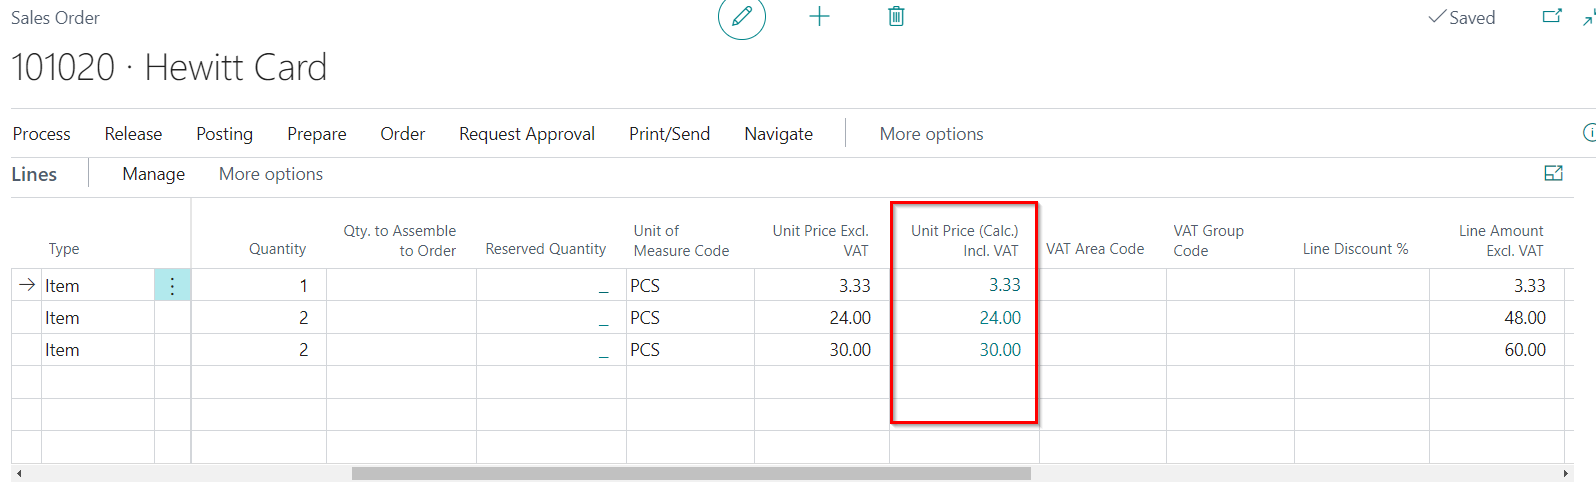 Sales Order
Saved
101020 · Hewitt Card
Process Release Posting Prepare Order Request Approval Print/Send Navigate More options
Lines Manage More options
Type
Quantity
Qty. to Assemble
to Order
Reserved Quantity
Unit of
Measure Code
Unit Price Excl.
VAT
Unit Price (Calc.)
Incl. VAT
VAT Area Code
VAT Group
Code
Line Discount %
Line Amount
Excl. VAT
Item 1 _ PCS 3.33 3.33 3.33
Item 2 _ PCS 24.00 24.00 48.00
Item 2 _ PCS 30.00 30.00 60.00